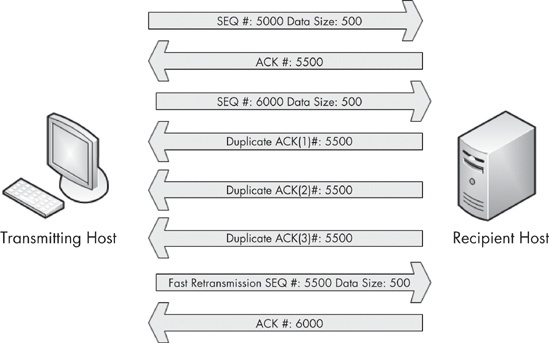 SEQ #: 5000 Data Size: 500
ACK #: 5500
SEQ #: 6000 Data Size: 500
Duplicate ACK(1)#: 5500
Duplicate ACK(2)#: 5500
Duplicate ACK(3)#: 5500
Transmitting Host
Recipient Host
Fast Retransmission SEQ #: 5500 Data Size: 500
ACK #: 6000